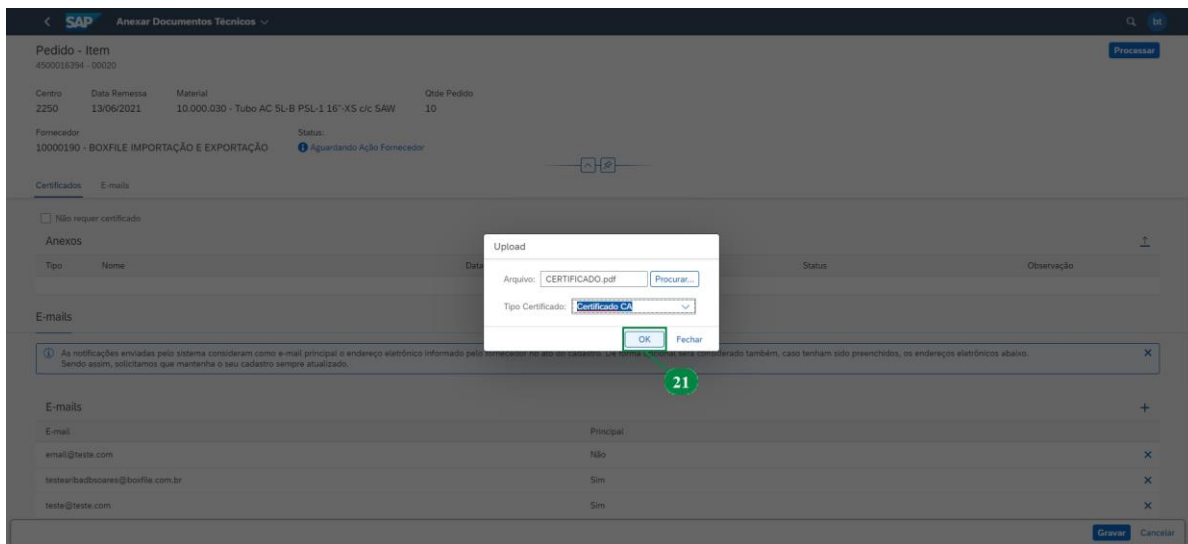 SAP Anexar Documentos Técnicos
bt
Pedido - Item
4500016394 - 00020
Processar
Centro Data Remessa Material Qtde Pedido
2250 13/06/2021 10.000.030 - Tubo AC 5L-B PSL-1 16"-XS c/c SAW 10
Fornecedor Status:
10000190 - BOXFILE IMPORTAÇÃO E EXPORTAÇÃO Aguardando Ação Fornecedor
Certificados E-mails
Não requer certificado
Anexos
Tipo Nome Data Status Observação
Upload
Arquivo: CERTIFICADO.pdf Procurar...
Tipo Certificado: Certificado CA
OK Fechar
21
E-mails
As notificações enviadas pelo sistema consideram como e-mail principal o endereço eletrônico informado pelo fornecedor no ato do cadastro. De forma será considerado também, caso tenham sido preenchidos, os endereços eletrônicos abaixo.
Sendo assim, solicitamos que mantenha o seu cadastro sempre atualizado.
E-mails
E-mail Principal
email@teste.com Não
testearibadbsoares@boxfile.com.br Sim
teste@teste.com Sim
Gravar Cancelar